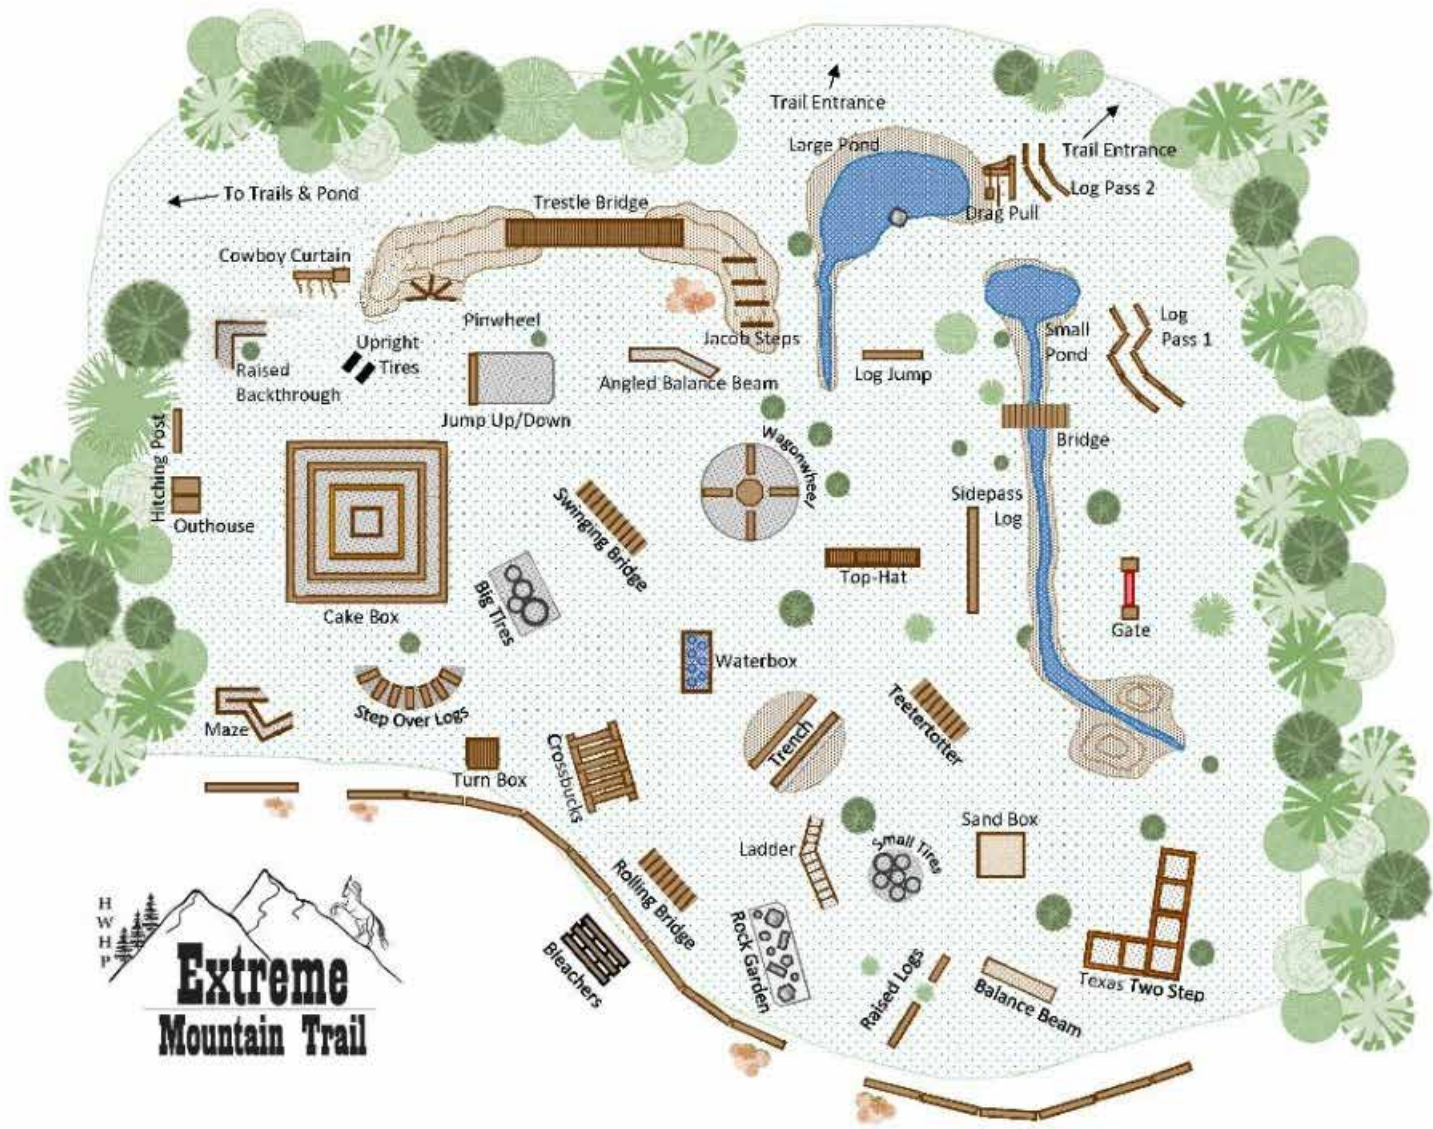 Trail Entrance
Large Pond
Trail Entrance
To Trails & Pond
Log Pass 2
Trestle Bridge
Drag Pull
Cowboy Curtain
Pinwheel
Log
Pass 1
Small
Pond
Upright
Tires
Jacob Steps
Raised
Backthrough
Angled Balance Beam
Log Jump
Jump Up/Down
Hitching Post
Wagonwheel
Bridge
Outhouse
Swinging Bridge
Sidepass
Log
Top-Hat
Cake Box
Big Tires
Gate
Waterbox
Step Over Logs
Maze
Teetertotter
Trench
Crossbucks
Turn Box
Sand Box
Ladder
Small Tires
Rolling Bridge
Rock Garden
Bleachers
Raised Logs
Balance Beam
Texas Two Step
HWHP
Extreme
Mountain Trail